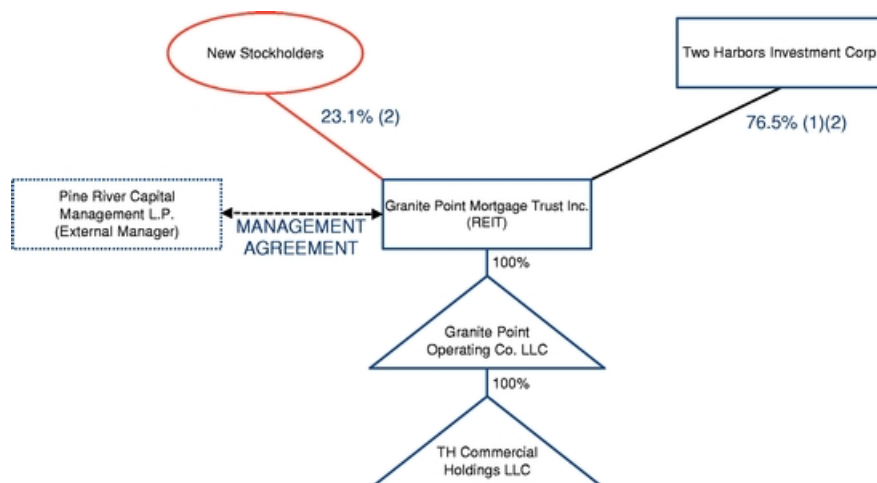 New Stockholders
Two Harbors Investment Corp
23.1% (2)
76.5% (1)(2)
Pine River Capital
Management L.P.
(External Manager)
MANAGEMENT
AGREEMENT
Granite Point Mortgage Trust Inc.
(REIT)
100%
Granite Point
Operating Co. LLC
100%
TH Commercial
Holdings LLC